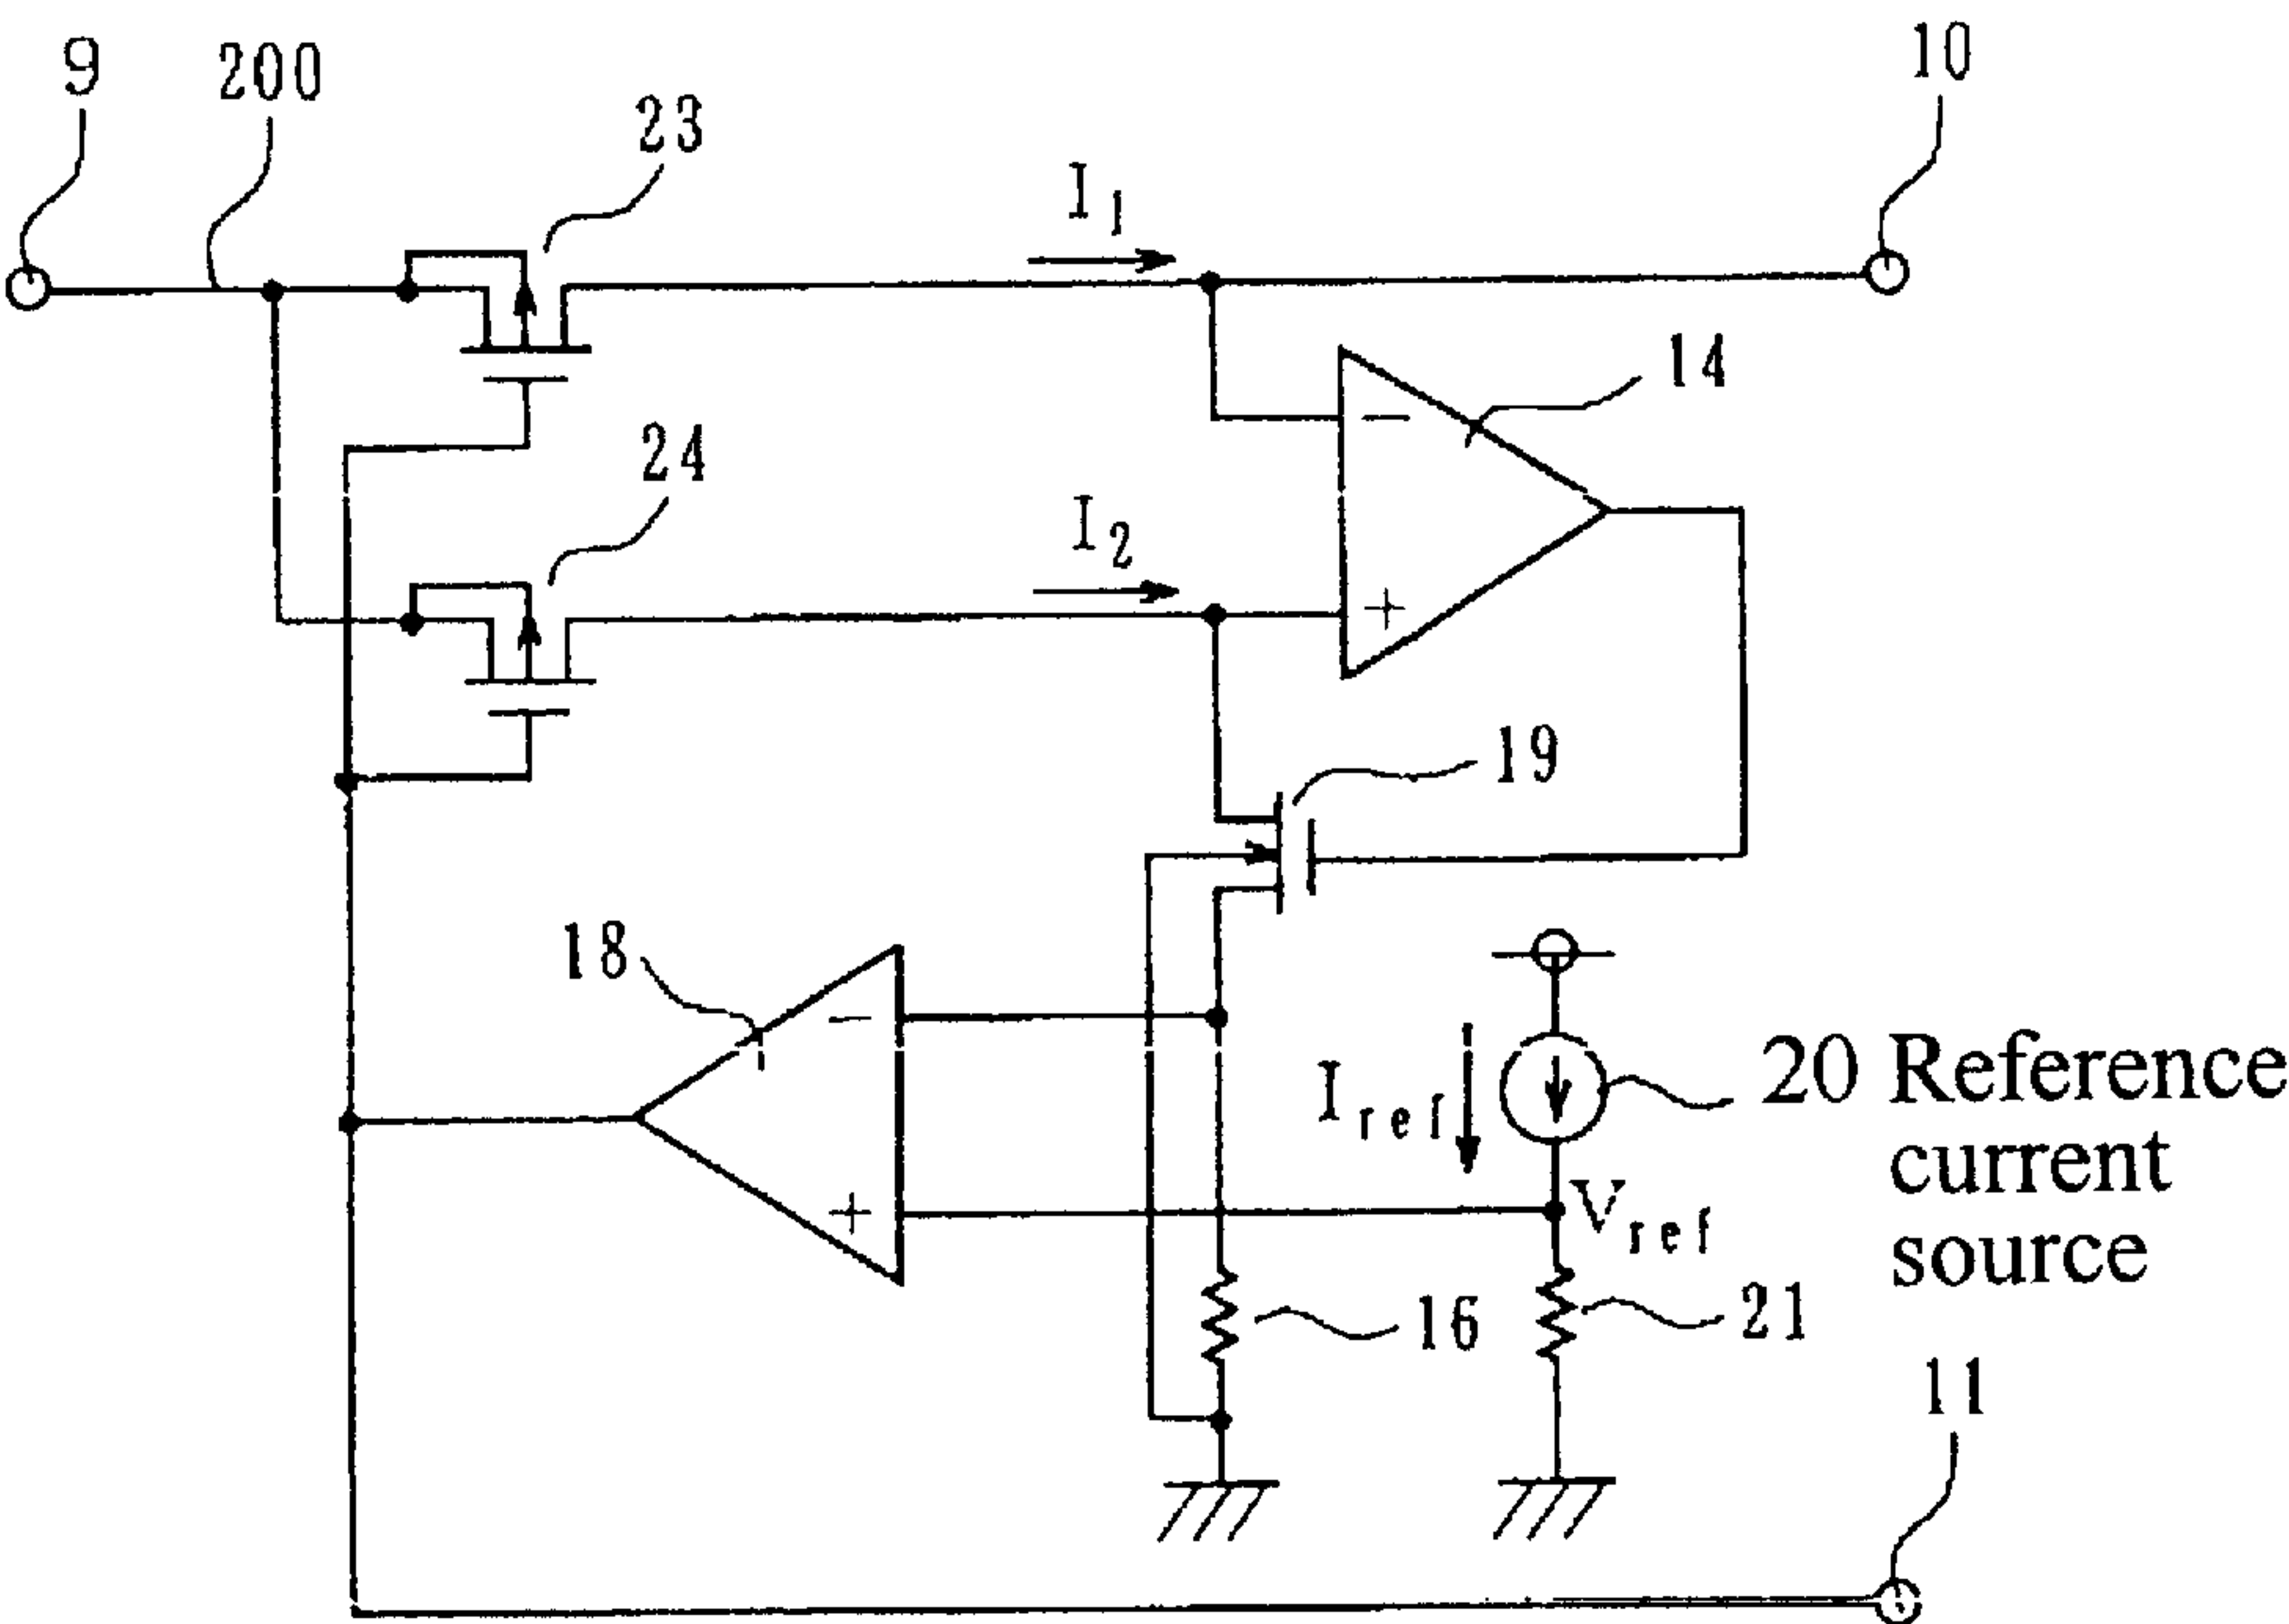 9
200
23
10
I1
14
24
I2
19
18
20 Reference
current
source
Iref
Vref
16
21
11
−
+
−
+